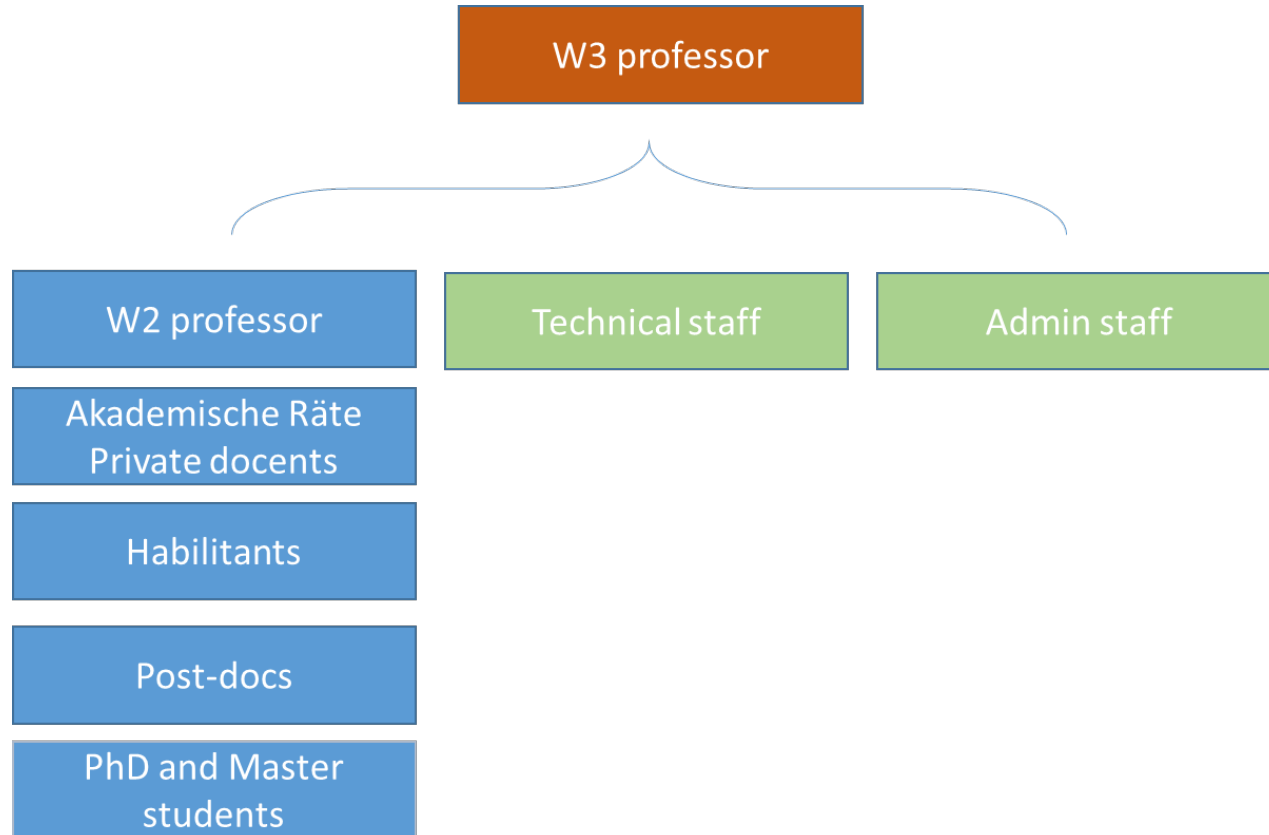 W3 professor
W2 professor
Technical staff
Admin staff
Akademische Räte
Private docents
Habilitants
Post-docs
PhD and Master
students